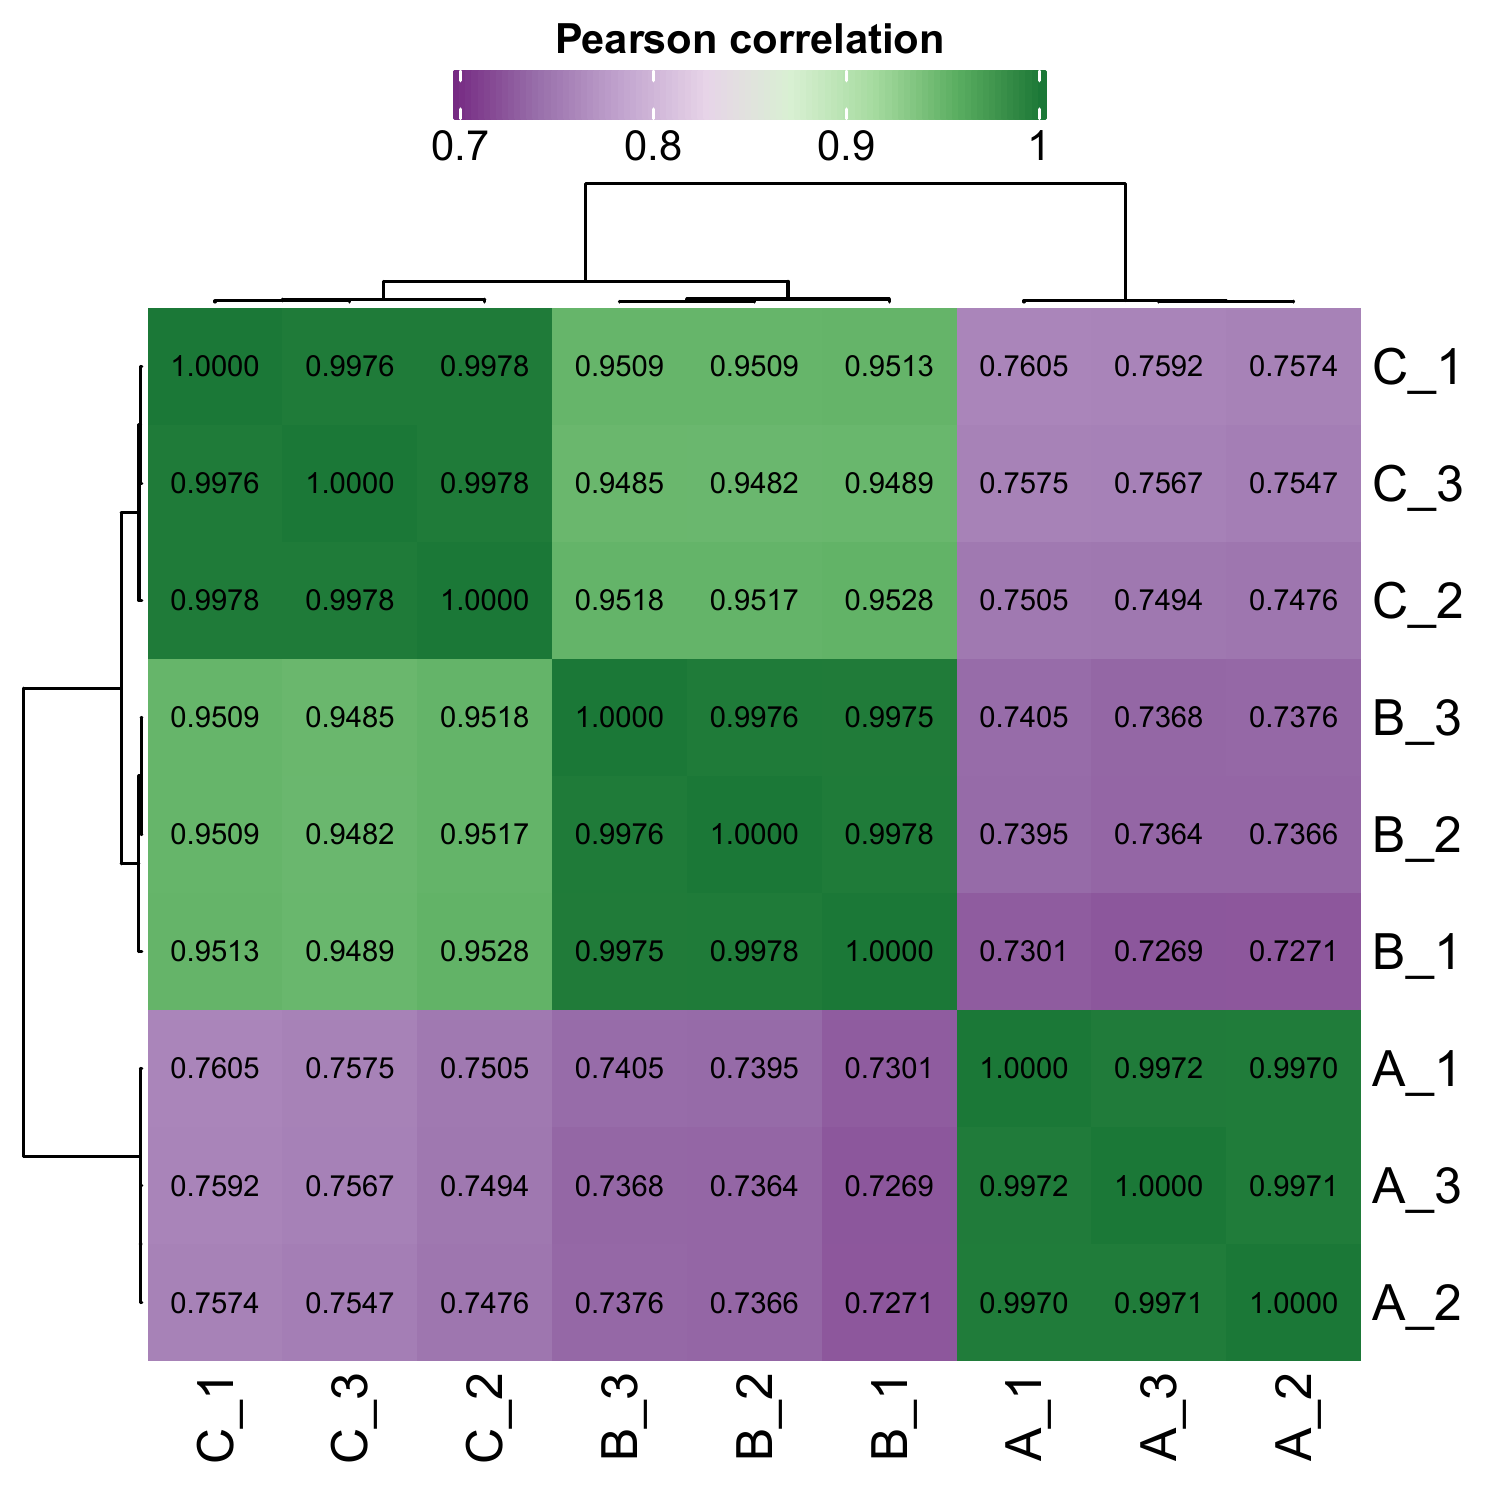 Pearson correlation
0.7 0.8 0.9 1
1.0000 0.9976 0.9978 0.9509 0.9509 0.9513 0.7605 0.7592 0.7574 C_1
0.9976 1.0000 0.9978 0.9485 0.9482 0.9489 0.7575 0.7567 0.7547 C_3
0.9978 0.9978 1.0000 0.9518 0.9517 0.9528 0.7505 0.7494 0.7476 C_2
0.9509 0.9485 0.9518 1.0000 0.9976 0.9975 0.7405 0.7368 0.7376 B_3
0.9509 0.9482 0.9517 0.9976 1.0000 0.9978 0.7395 0.7364 0.7366 B_2
0.9513 0.9489 0.9528 0.9975 0.9978 1.0000 0.7301 0.7269 0.7271 B_1
0.7605 0.7575 0.7505 0.7405 0.7395 0.7301 1.0000 0.9972 0.9970 A_1
0.7592 0.7567 0.7494 0.7368 0.7364 0.7269 0.9972 1.0000 0.9971 A_3
0.7574 0.7547 0.7476 0.7376 0.7366 0.7271 0.9970 0.9971 1.0000 A_2
C_1 C_3 C_2 B_3 B_2 B_1 A_1 A_3 A_2